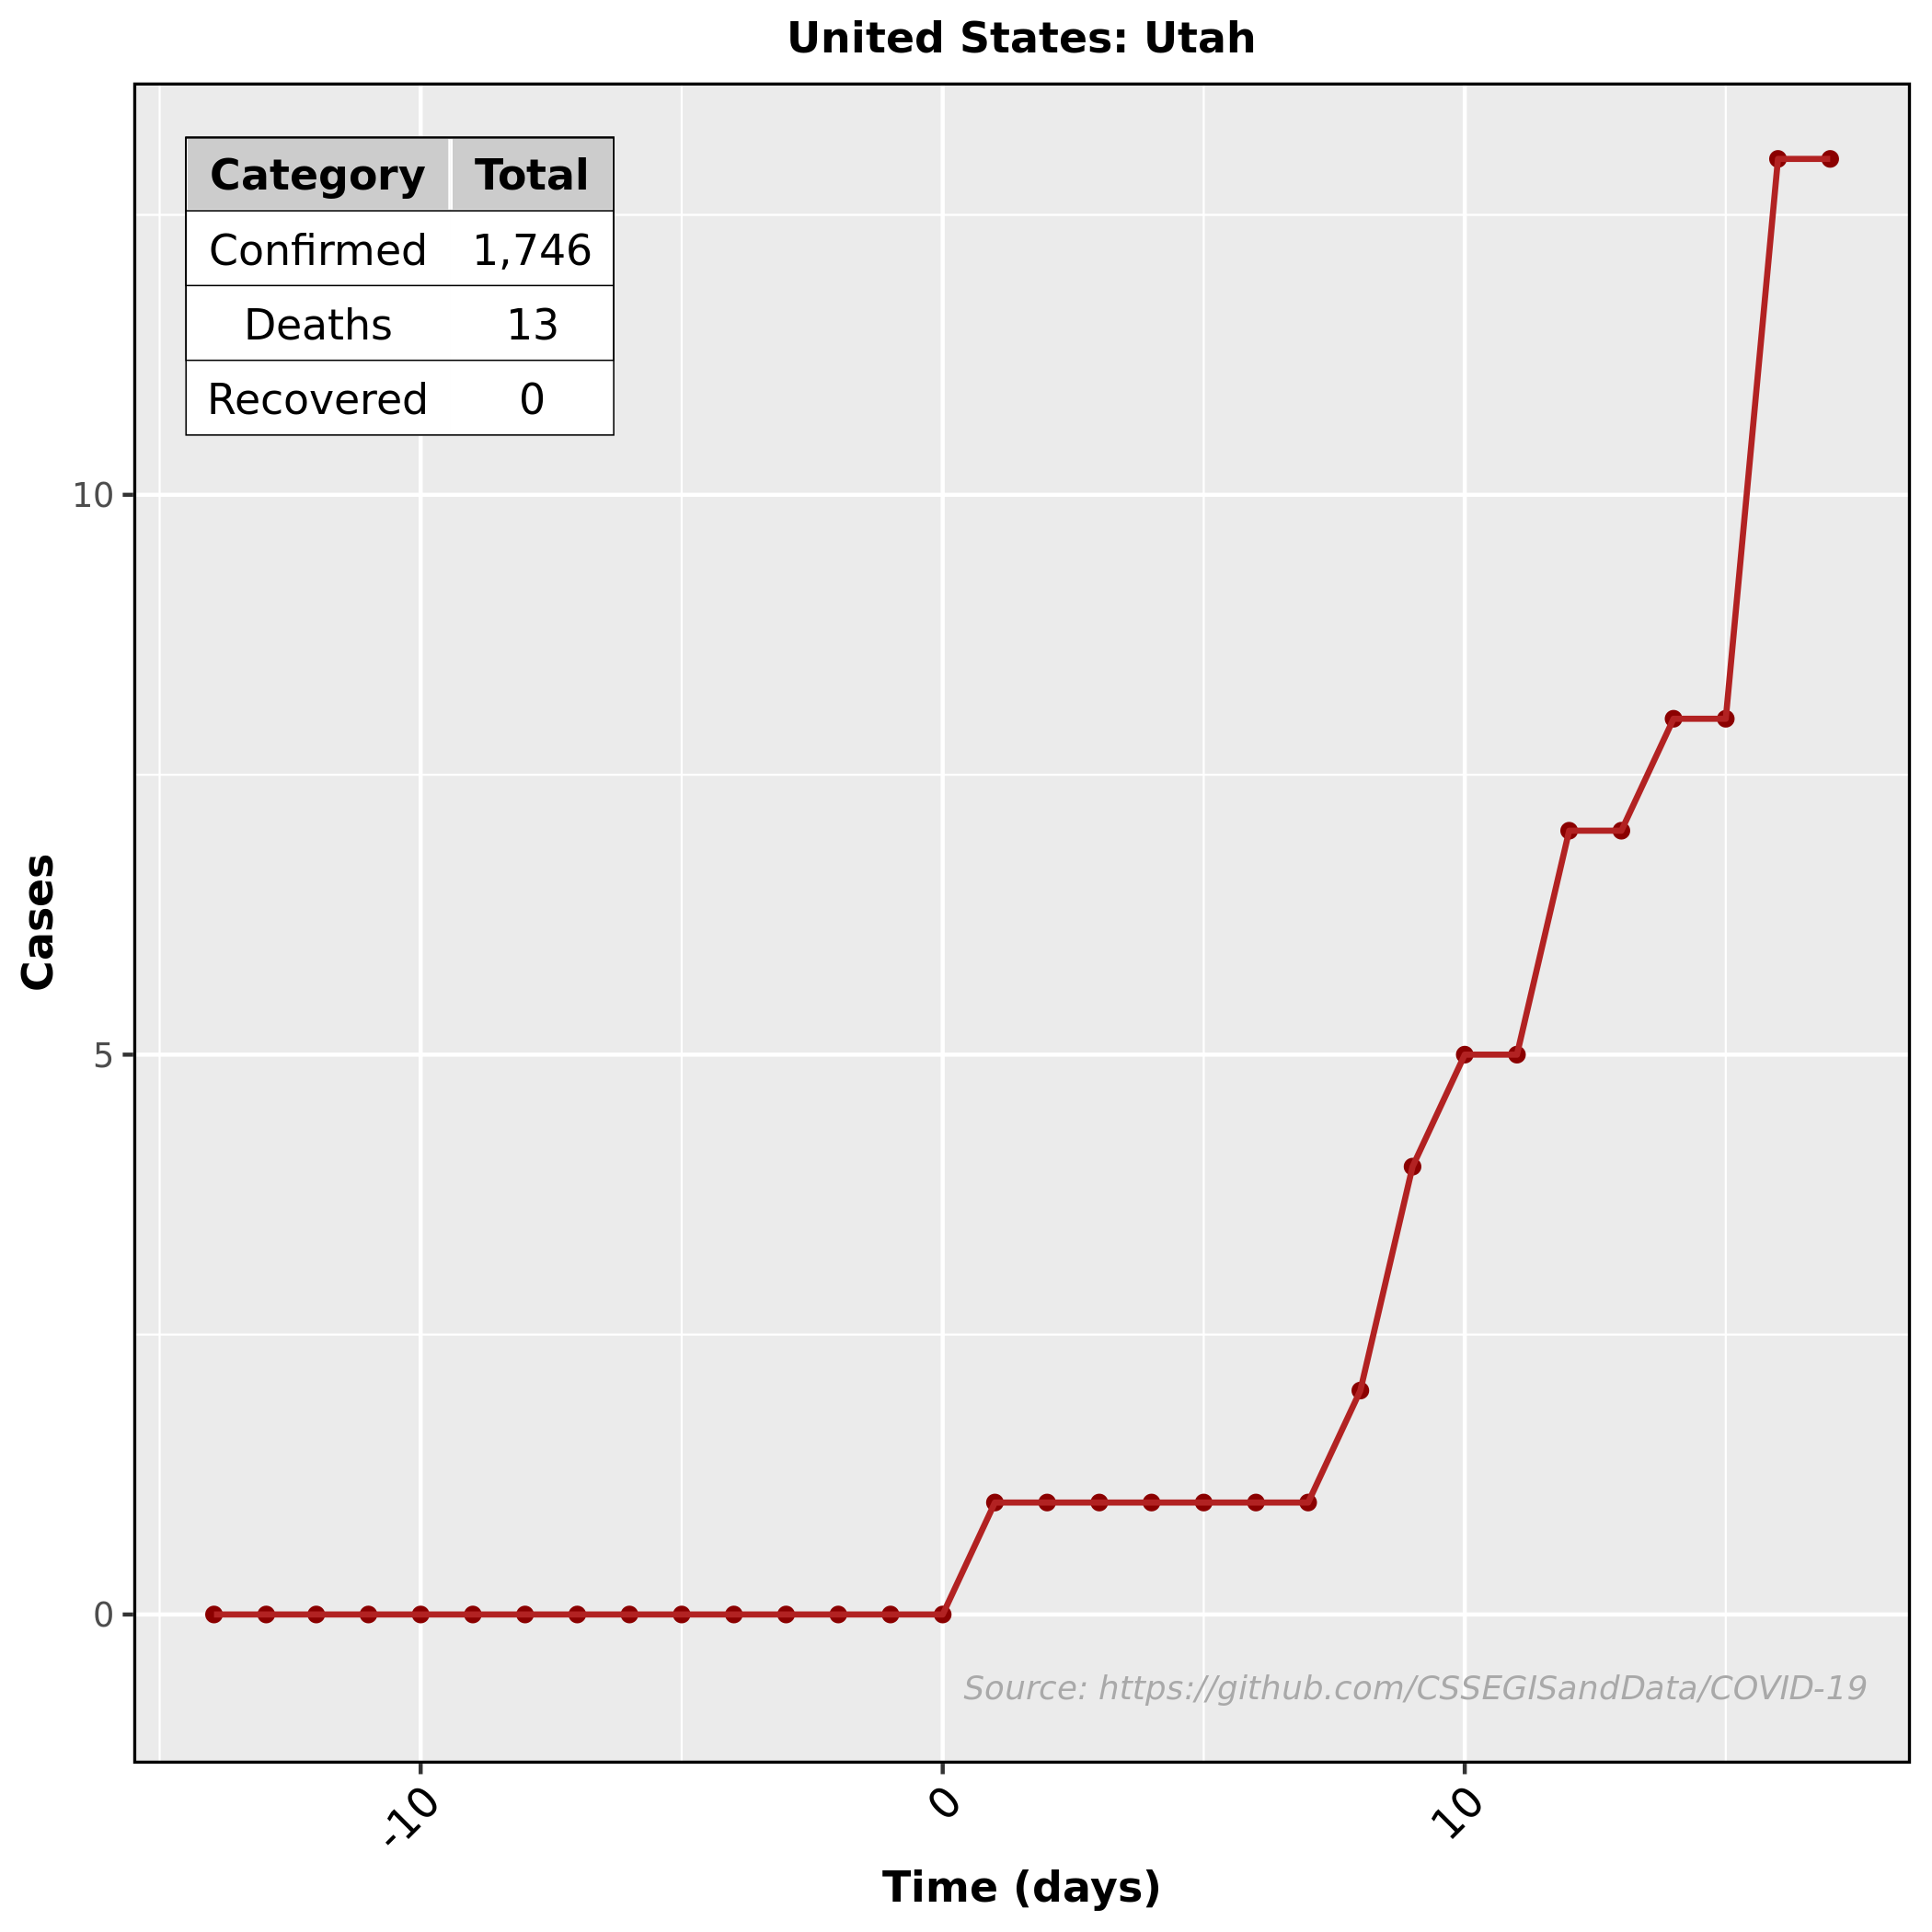 United States: Utah
Category Total
Confirmed 1,746
Deaths 13
Recovered 0
10
5
0
Cases
Source: https://github.com/CSSEGISandData/COVID-19
-10 0 10
Time (days)